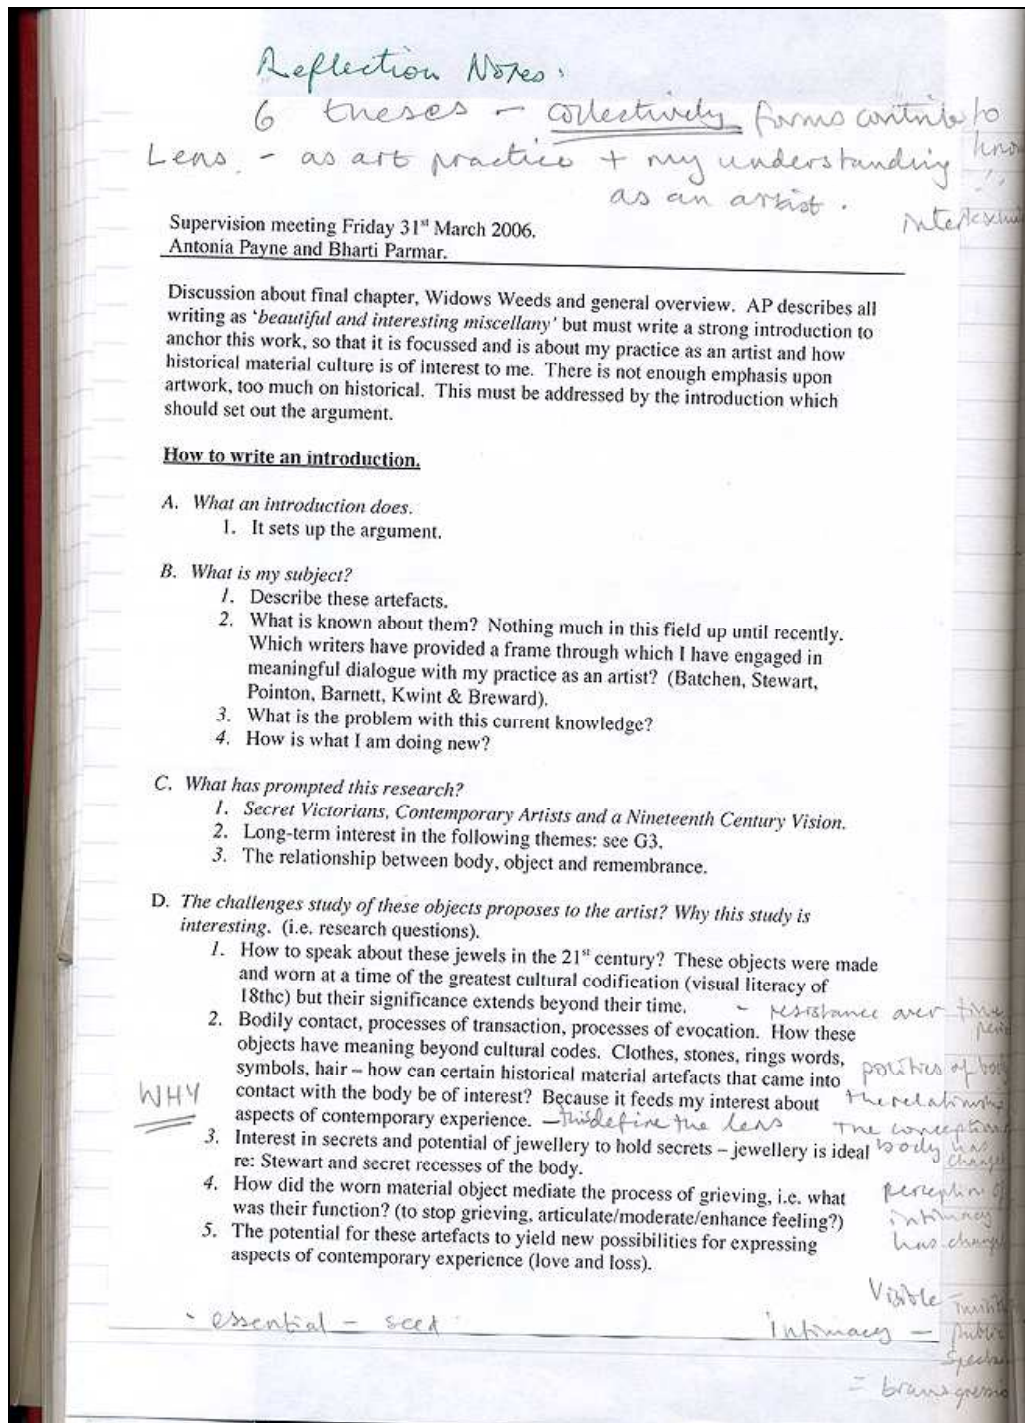 Reflection Notes:
6 theses - collectively forms contribute to
Lens - as art practice + my understanding
as an artist.
Supervision meeting Friday 31st March 2006.
Antonia Payne and Bharti Parmar.
Discussion about final chapter, Widows Weeds and general overview. AP describes all
writing as 'beautiful and interesting miscellany' but must write a strong introduction to
anchor this work, so that it is focussed and is about my practice as an artist and how
historical material culture is of interest to me. There is not enough emphasis upon
artwork, too much on historical. This must be addressed by the introduction which
should set out the argument.
How to write an introduction.
A. What an introduction does.
1. It sets up the argument.
B. What is my subject?
1. Describe these artefacts.
2. What is known about them? Nothing much in this field up until recently.
Which writers have provided a frame through which I have engaged in
meaningful dialogue with my practice as an artist? (Batchen, Stewart,
Pointon, Barnett, Kwint & Breward).
3. What is the problem with this current knowledge?
4. How is what I am doing new?
C. What has prompted this research?
1. Secret Victorians, Contemporary Artists and a Nineteenth Century Vision.
2. Long-term interest in the following themes: see G3.
3. The relationship between body, object and remembrance.
D. The challenges study of these objects proposes to the artist? Why this study is
interesting. (i.e. research questions).
1. How to speak about these jewels in the 21st century? These objects were made
and worn at a time of the greatest cultural codification (visual literacy of
18thc) but their significance extends beyond their time. - resistance over time
2. Bodily contact, processes of transaction, processes of evocation. How these
objects have meaning beyond cultural codes. Clothes, stones, rings words,
symbols, hair – how can certain historical material artefacts that came into
politics of body
WHY
contact with the body be of interest? Because it feeds my interest about
the relationship
aspects of contemporary experience. - this define the lens
The conception
3. Interest in secrets and potential of jewellery to hold secrets – jewellery is ideal
body has
changed
re: Stewart and secret recesses of the body.
4. How did the worn material object mediate the process of grieving, i.e. what
perception of
was their function? (to stop grieving, articulate/moderate/enhance feeling?)
intimacy
5. The potential for these artefacts to yield new possibilities for expressing
has changed
aspects of contemporary experience (love and loss).
Visible -
essential - seed
Intimacy - public